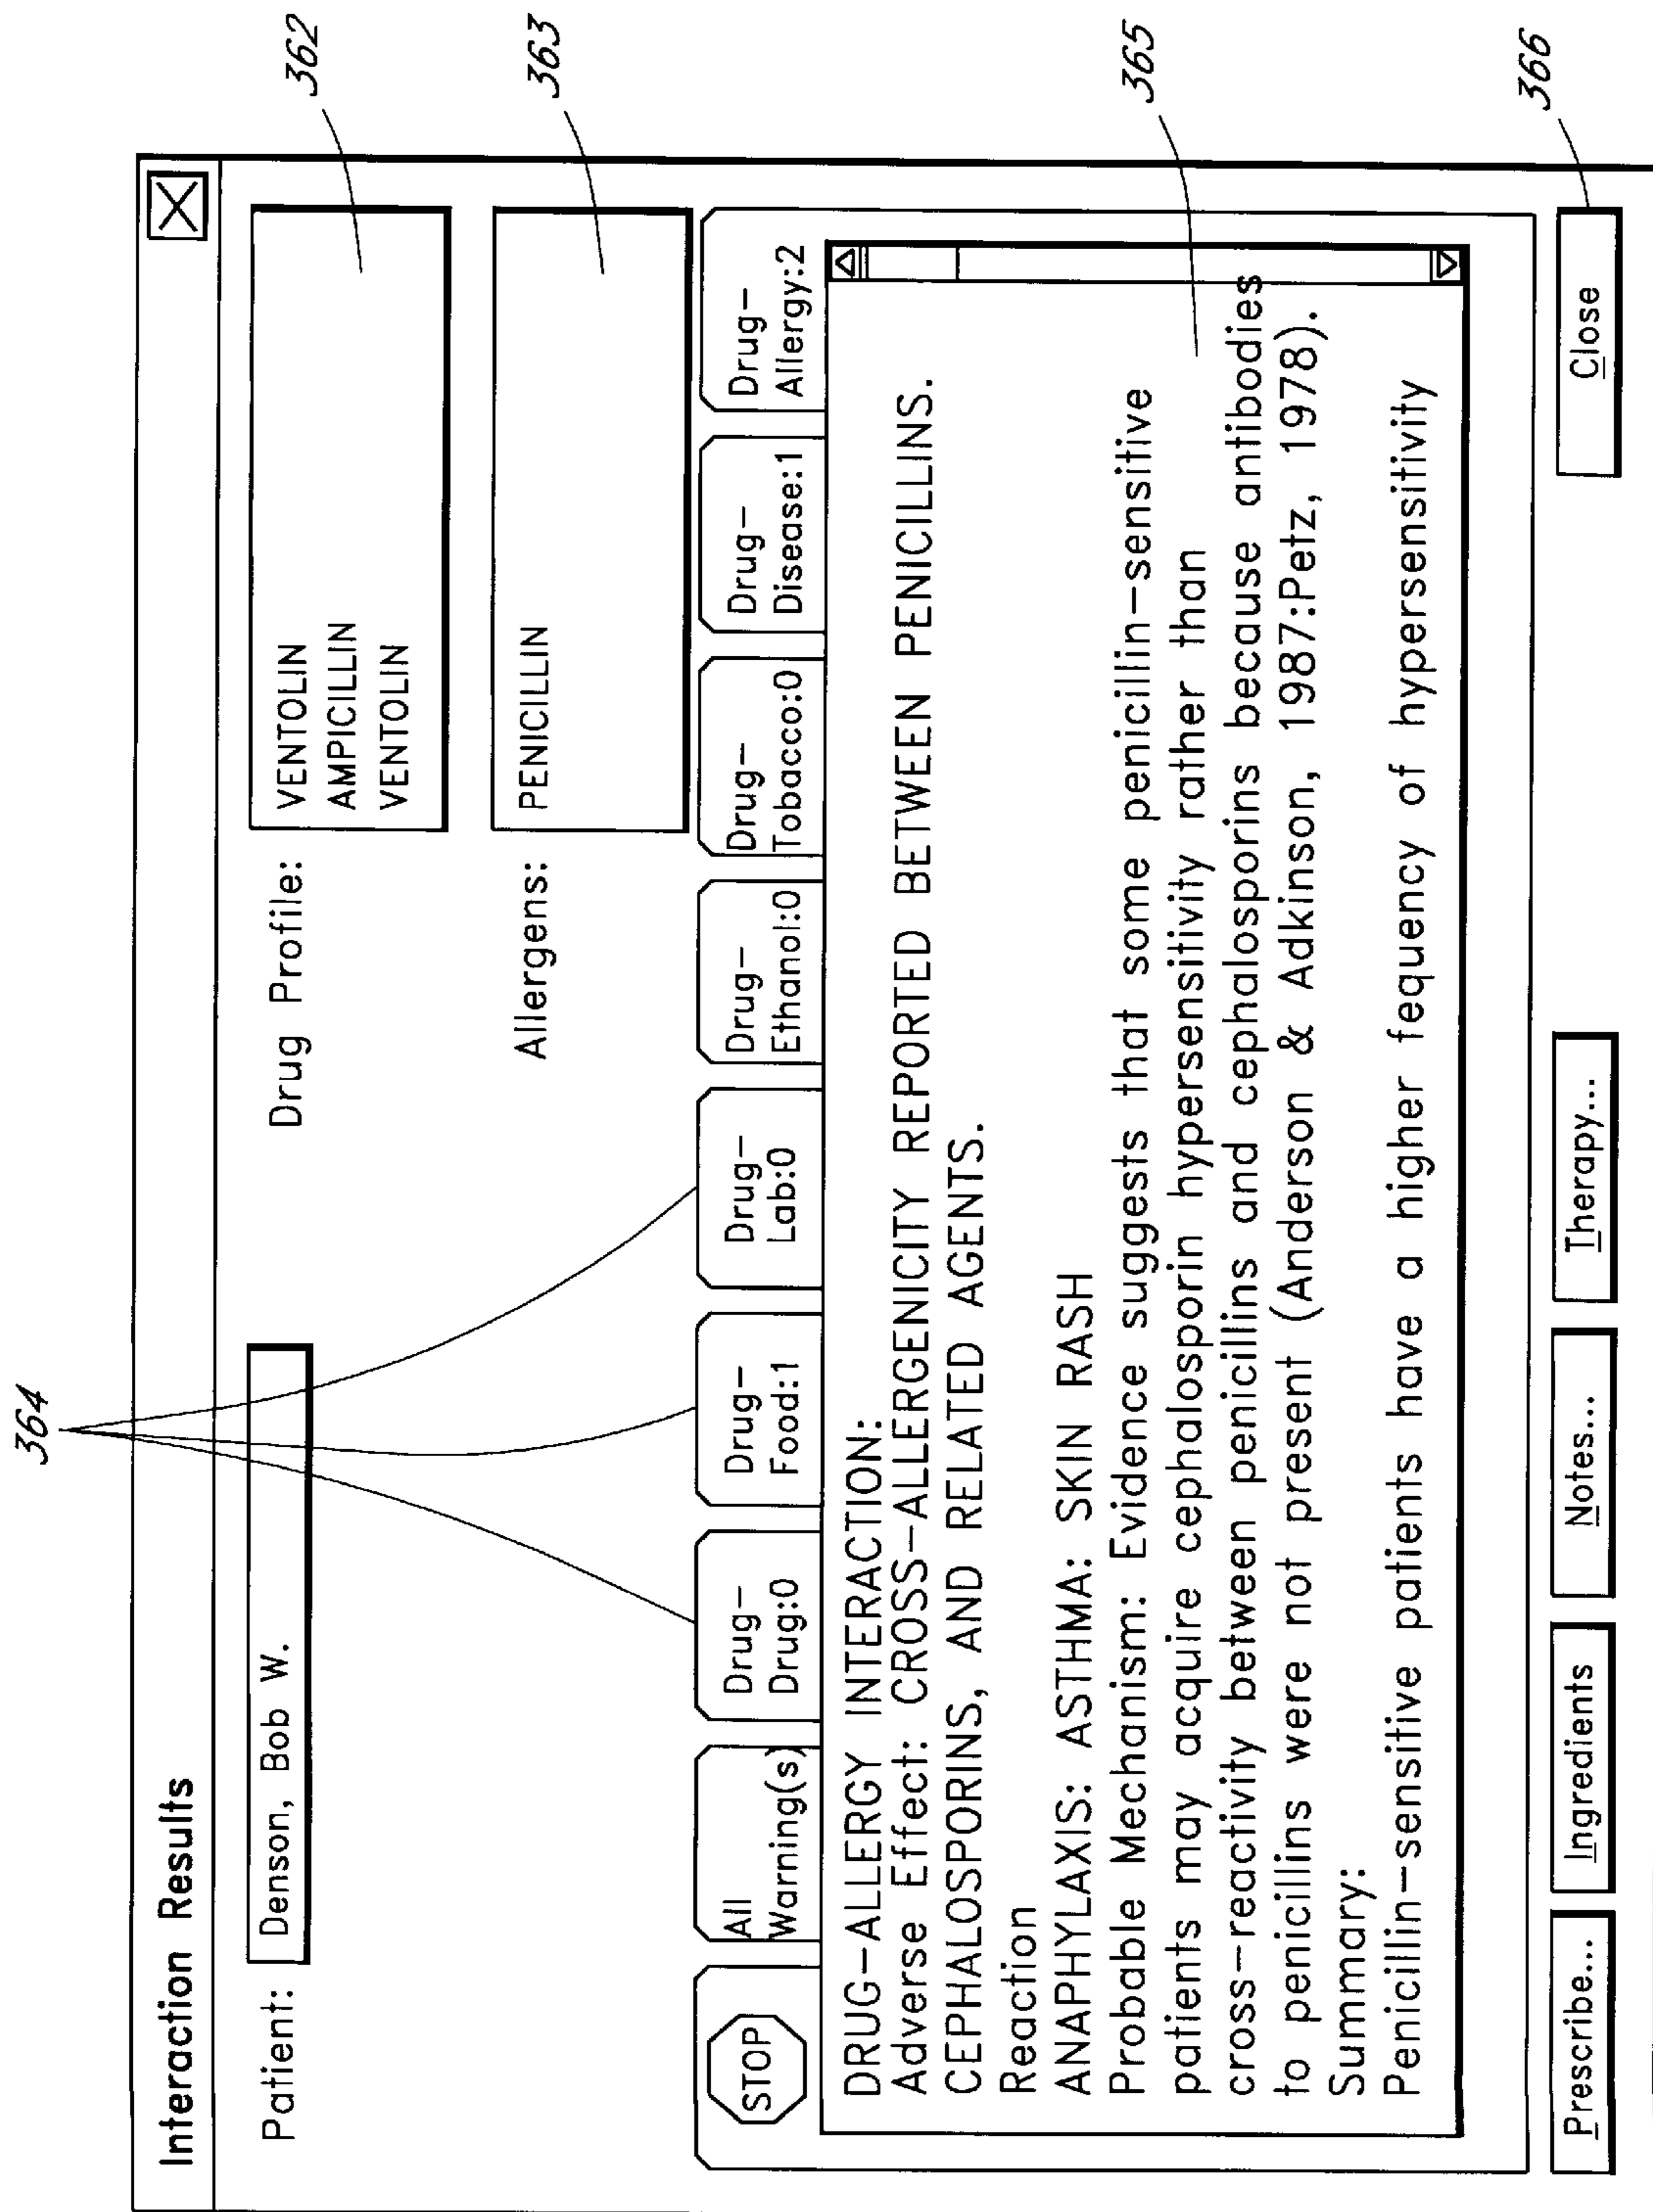 364
Interaction Results
Patient: Denson, Bob W.
Drug Profile:
VENTOLIN
AMPICILLIN
VENTOLIN
362
Allergens:
PENICILLIN
363
STOP
All
Warning(s)
Drug-
Drug:0
Drug-
Food:1
Drug-
Lab:0
Drug-
Ethanol:0
Drug-
Tobacco:0
Drug-
Disease:1
Drug-
Allergy:2
DRUG-ALLERGY INTERACTION:
Adverse Effect: CROSS-ALLERGENICITY REPORTED BETWEEN PENICILLINS.
CEPHALOSPORINS, AND RELATED AGENTS.
Reaction
ANAPHYLAXIS: ASTHMA: SKIN RASH
Probable Mechanism: Evidence suggests that some penicillin-sensitive
patients may acquire cephalosporin hypersensitivity rather than
cross-reactivity between penicillins and cephalosporins because antibodies
to penicillins were not present (Anderson & Adkinson, 1987:Petz, 1978).
Summary:
Penicillin-sensitive patients have a higher fequency of hypersensitivity
365
Prescribe...
Ingredients
Notes...
Therapy...
Close
366